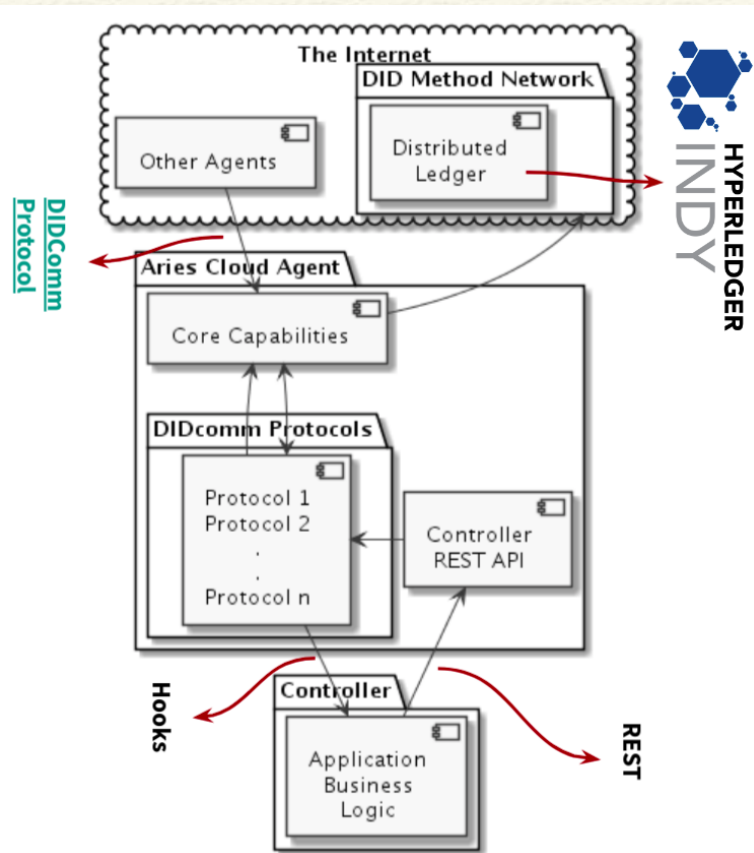 The Internet
DID Method Network
Other Agents
Distributed
Ledger
HYPERLEDGER
INDY
DIDComm
Protocol
Aries Cloud Agent
Core Capabilities
DIDcomm Protocols
Protocol 1
Protocol 2
.
.
Protocol n
Controller
REST API
Hooks
Controller
REST
Application
Business
Logic